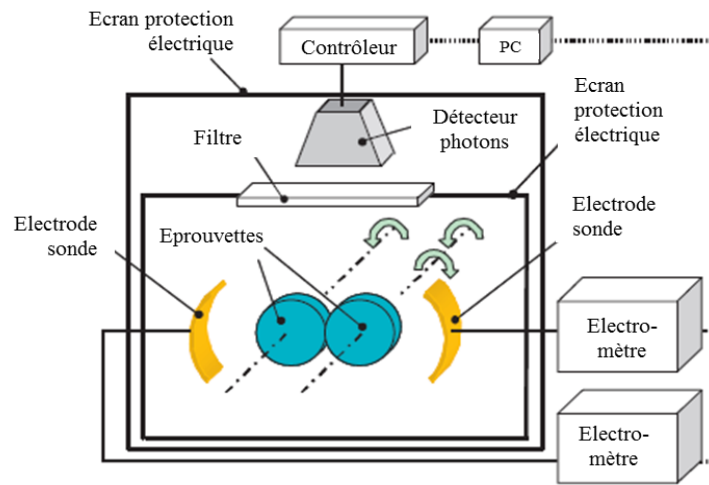 Ecran protection
électrique
Contrôleur
PC
Ecran
protection
électrique
Détecteur
photons
Filtre
Electrode
sonde
Eprouvettes
Electrode
sonde
Electro-
mètre
Electro-
mètre